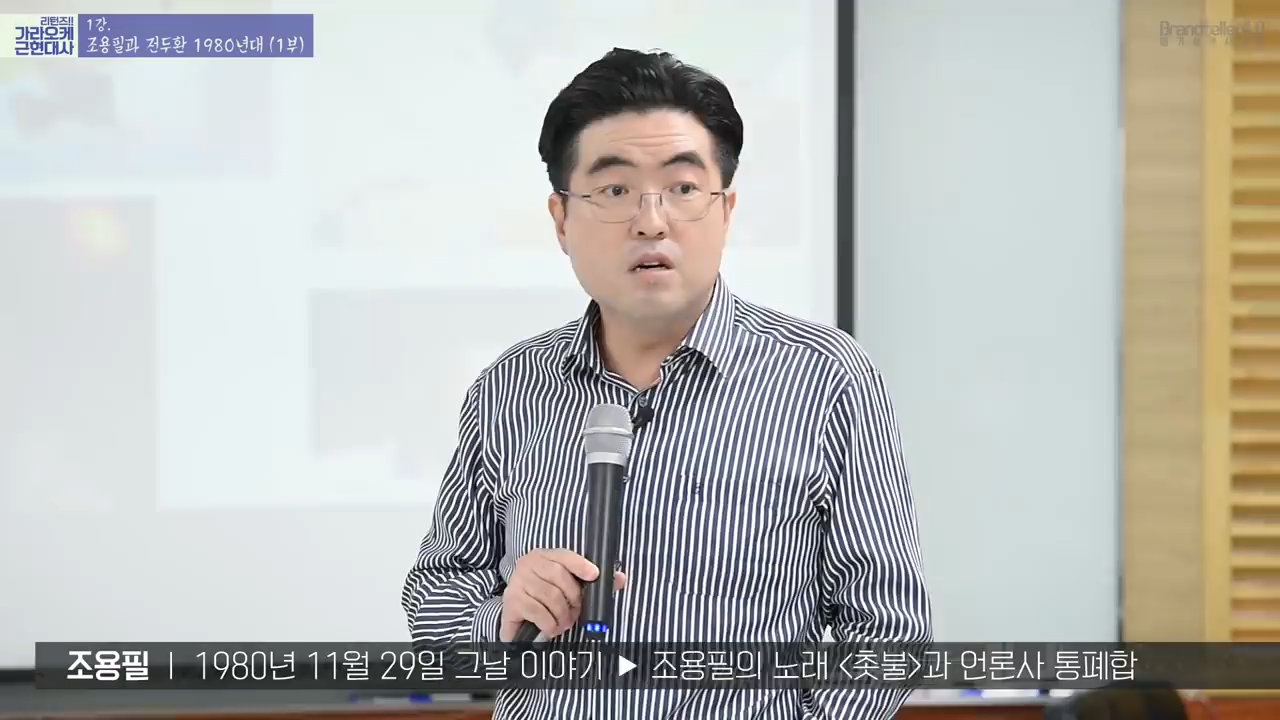 리턴즈!!
가라오케
근현대사
1강.
조용필과 전두환 1980년대 (1부)
조용필 | 1980년 11월 29일 그날 이야기 ▶ 조용필의 노래 <촛불>과 언론사 통폐합